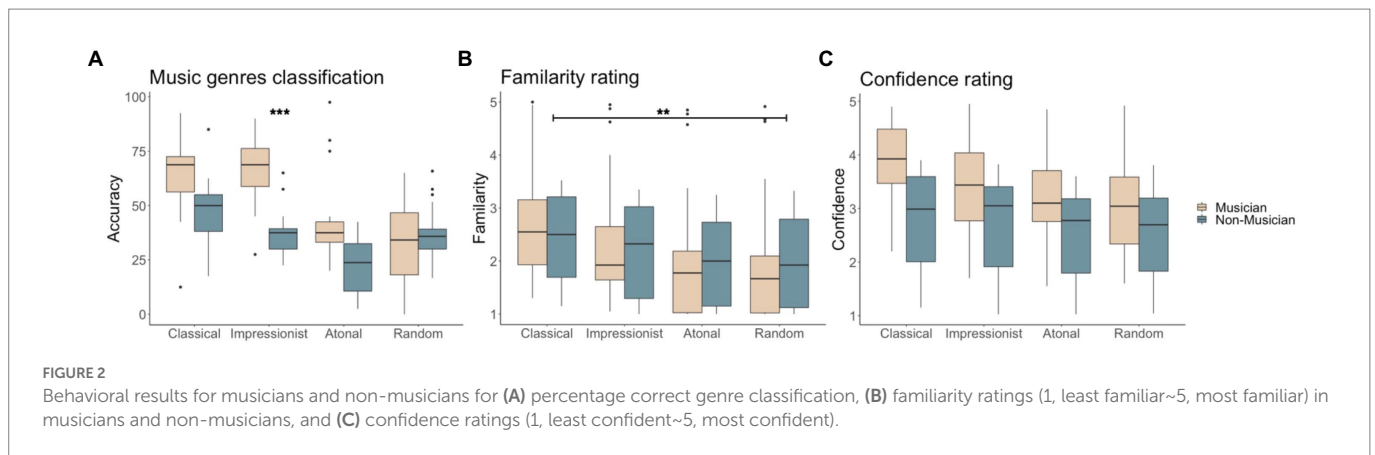 A
Music genres classification
100
75
50
25
0
Accuracy
***
Classical Impressionist Atonal Random
B
Familarity rating
5
4
3
2
1
Familarity
**
Classical Impressionist Atonal Random
C
Confidence rating
5
4
3
2
1
Confidence
Classical Impressionist Atonal Random
Musician
Non-Musician
FIGURE 2
Behavioral results for musicians and non-musicians for (A) percentage correct genre classification, (B) familiarity ratings (1, least familiar~5, most familiar) in
musicians and non-musicians, and (C) confidence ratings (1, least confident~5, most confident).